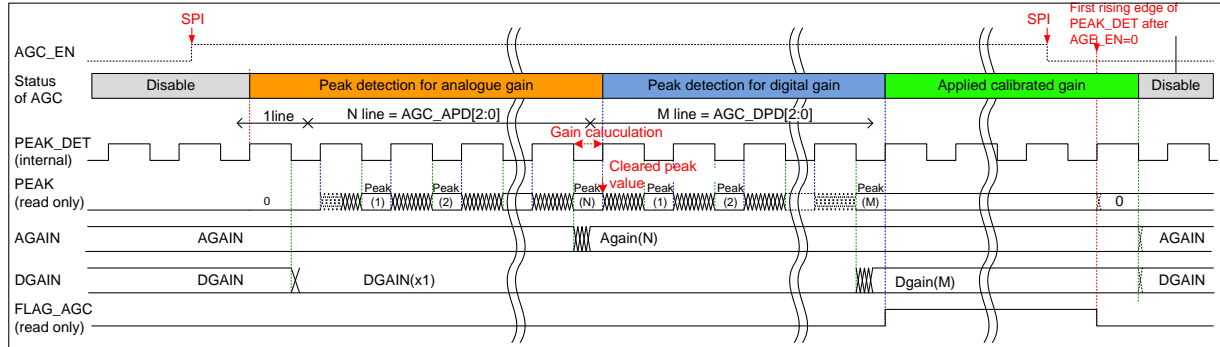 SPI
SPI
First rising edge of
PEAK_DET after
AGE_EN=0
AGC_EN
Status
of AGC
Disable
Peak detection for analogue gain
Peak detection for digital gain
Applied calibrated gain
Disable
1line
N line = AGC_APD[2:0]
M line = AGC_DPD[2:0]
PEAK_DET
(internal)
Gain caluculation
Cleared peak
value
PEAK
(read only)
0
Peak
(1)
Peak
(2)
Peak
(N)
Peak
(1)
Peak
(2)
Peak
(M)
0
AGAIN
AGAIN
Again(N)
AGAIN
DGAIN
DGAIN
DGAIN(x1)
Dgain(M)
DGAIN
FLAG_AGC
(read only)